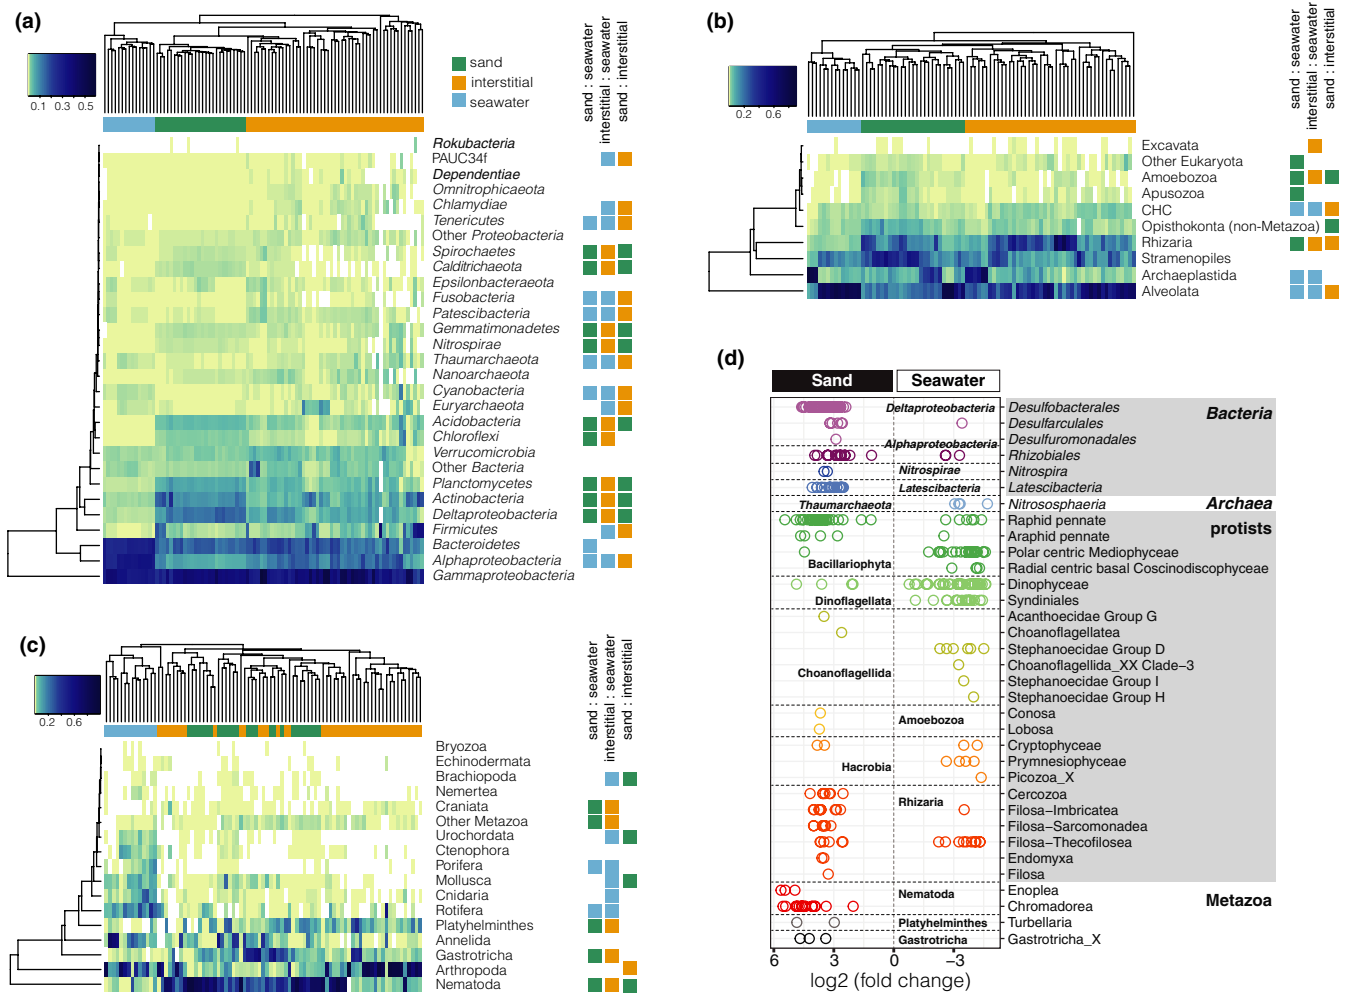 (a)
0.1 0.3 0.5
sand
interstitial
seawater
sand : seawater
interstitial : seawater
sand : interstitial
Rokubacteria
PAUC34f
Dependentiae
Omnitrophicaeota
Chlamydiae
Tenericutes
Other Proteobacteria
Spirochaetes
Calditrichaeota
Epsilonbacteraeota
Fusobacteria
Patescibacteria
Gemmatimonadetes
Nitrospirae
Thaumarchaeota
Nanoarchaeota
Cyanobacteria
Euryarchaeota
Acidobacteria
Chloroflexi
Verrucomicrobia
Other Bacteria
Planctomycetes
Actinobacteria
Deltaproteobacteria
Firmicutes
Bacteroidetes
Alphaproteobacteria
Gammaproteobacteria
(b)
0.2 0.6
sand : seawater
interstitial : seawater
sand : interstitial
Excavata
Other Eukaryota
Amoebozoa
Apusozoa
CHC
Opisthokonta (non-Metazoa)
Rhizaria
Stramenopiles
Archaeplastida
Alveolata
(c)
0.2 0.6
sand : seawater
interstitial : seawater
sand : interstitial
Bryozoa
Echinodermata
Brachiopoda
Nemertea
Craniata
Other Metazoa
Urochordata
Ctenophora
Porifera
Mollusca
Cnidaria
Rotifera
Platyhelminthes
Annelida
Gastrotricha
Arthropoda
Nematoda
(d)
Sand Seawater
Deltaproteobacteria Desulfobacterales Bacteria
Desulfarculales
Desulfuromonadales
Alphaproteobacteria
Rhizobiales
Nitrospirae Nitrospira
Latescibacteria Latescibacteria
Thaumarchaeota Nitrososphaeria Archaea
Raphid pennate protists
Araphid pennate
Polar centric Mediophyceae
Bacillariophyta Radial centric basal Coscinodiscophyceae
Dinophyceae
Dinoflagellata Syndiniales
Acanthoecidae Group G
Choanoflagellatea
Stephanoecidae Group D
Choanoflagellida Choanoflagellida_XX Clade−3
Stephanoecidae Group I
Stephanoecidae Group H
Amoebozoa Conosa
Lobosa
Cryptophyceae
Hacrobia Prymnesiophyceae
Picozoa_X
Rhizaria Cercozoa
Filosa−Imbricatea
Filosa−Sarcomonadea
Filosa−Thecofilosea
Endomyxa
Filosa
Nematoda Enoplea Metazoa
Chromadorea
Platyhelminthes Turbellaria
Gastrotricha Gastrotricha_X
6 3 0 −3
log2 (fold change)